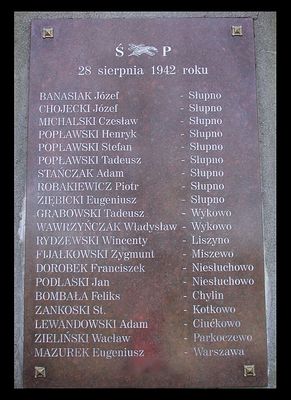 Ś P
28 sierpnia 1942 roku
BANASIAK Józef - Słupno
CHOJECKI Józef - Słupno
MICHALSKI Czesław - Słupno
POPŁAWSKI Henryk - Słupno
POPŁAWSKI Stefan - Słupno
POPŁAWSKI Tadeusz - Słupno
STAŃCZAK Adam - Słupno
ROBAKIEWICZ Piotr - Słupno
ZIĘBICKI Eugeniusz - Słupno
GRABOWSKI Tadeusz - Wykowo
WAWRZYŃCZAK Władysław - Wykowo
RYDZEWSKI Wincenty - Liszyno
FIJAŁKOWSKI Zygmunt - Miszewo
DOROBEK Franciszek - Niesłuchowo
PODLASKI Jan - Niesłuchowo
BOMBAŁA Feliks - Chylin
ZANKOSKI St. - Kotkowo
LEWANDOWSKI Adam - Ciućkowo
ZIELIŃSKI Wacław - Parkoczewo
MAZUREK Eugeniusz - Warszawa